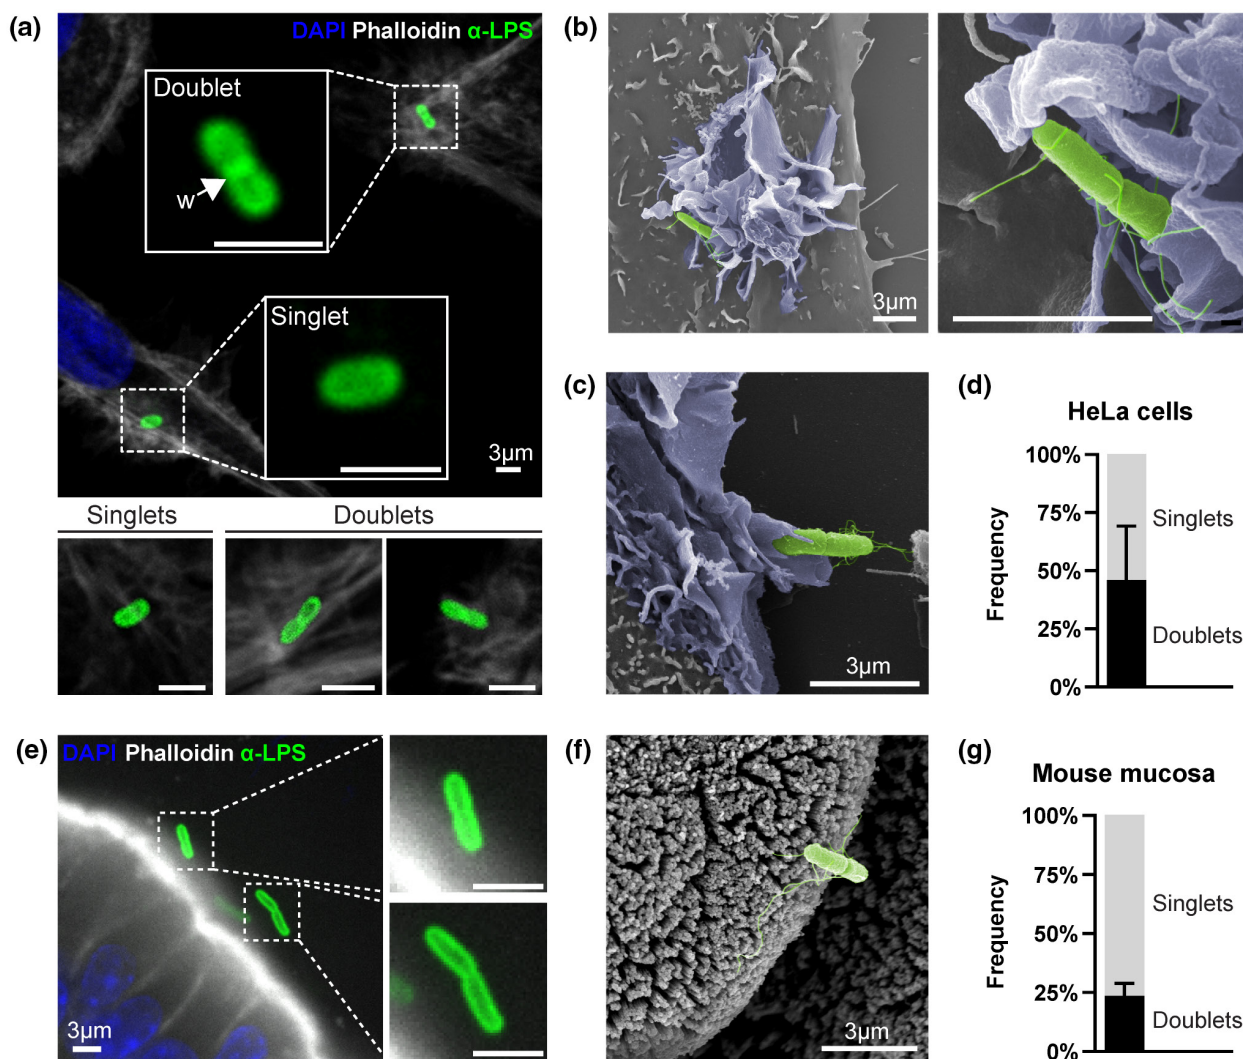 (a)
DAPI Phalloidin α-LPS
Doublet
w
Singlet
3µm
Singlets
Doublets
(b)
3µm
(c)
3µm
(d)
HeLa cells
Frequency
100%
75%
50%
25%
0%
Singlets
Doublets
(e)
DAPI Phalloidin α-LPS
3µm
(f)
3µm
(g)
Mouse mucosa
Frequency
100%
75%
50%
25%
0%
Singlets
Doublets